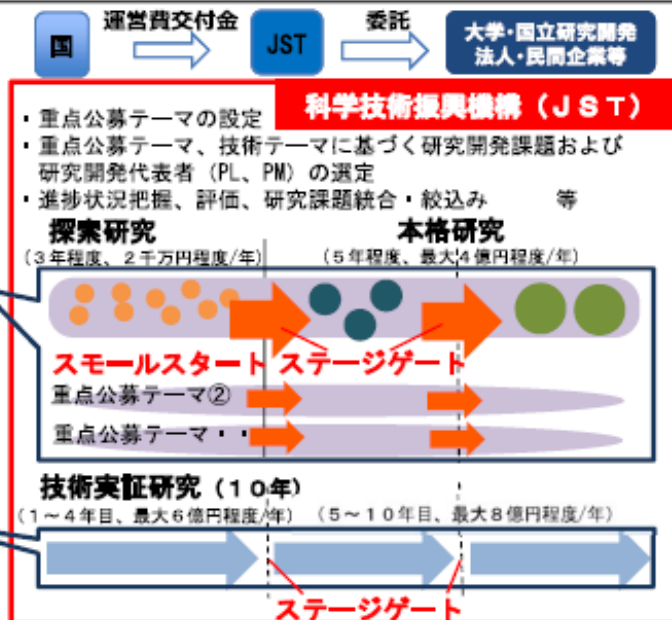 国
運営費交付金
JST
委託
大学・国立研究開発
法人・民間企業等
科学技術振興機構（ＪＳＴ）
・重点公募テーマの設定
・重点公募テーマ、技術テーマに基づく研究開発課題および
研究開発代表者（PL、PM）の選定
・進捗状況把握、評価、研究課題統合・絞込み　　等
探索研究
（３年程度、２千万円程度/年）
本格研究
（５年程度、最大４億円程度/年）
スモールスタート
ステージゲート
重点公募テーマ②
重点公募テーマ・・
技術実証研究（１０年）
（１～４年目、最大６億円程度/年）
（５～１０年目、最大８億円程度/年）
ステージゲート